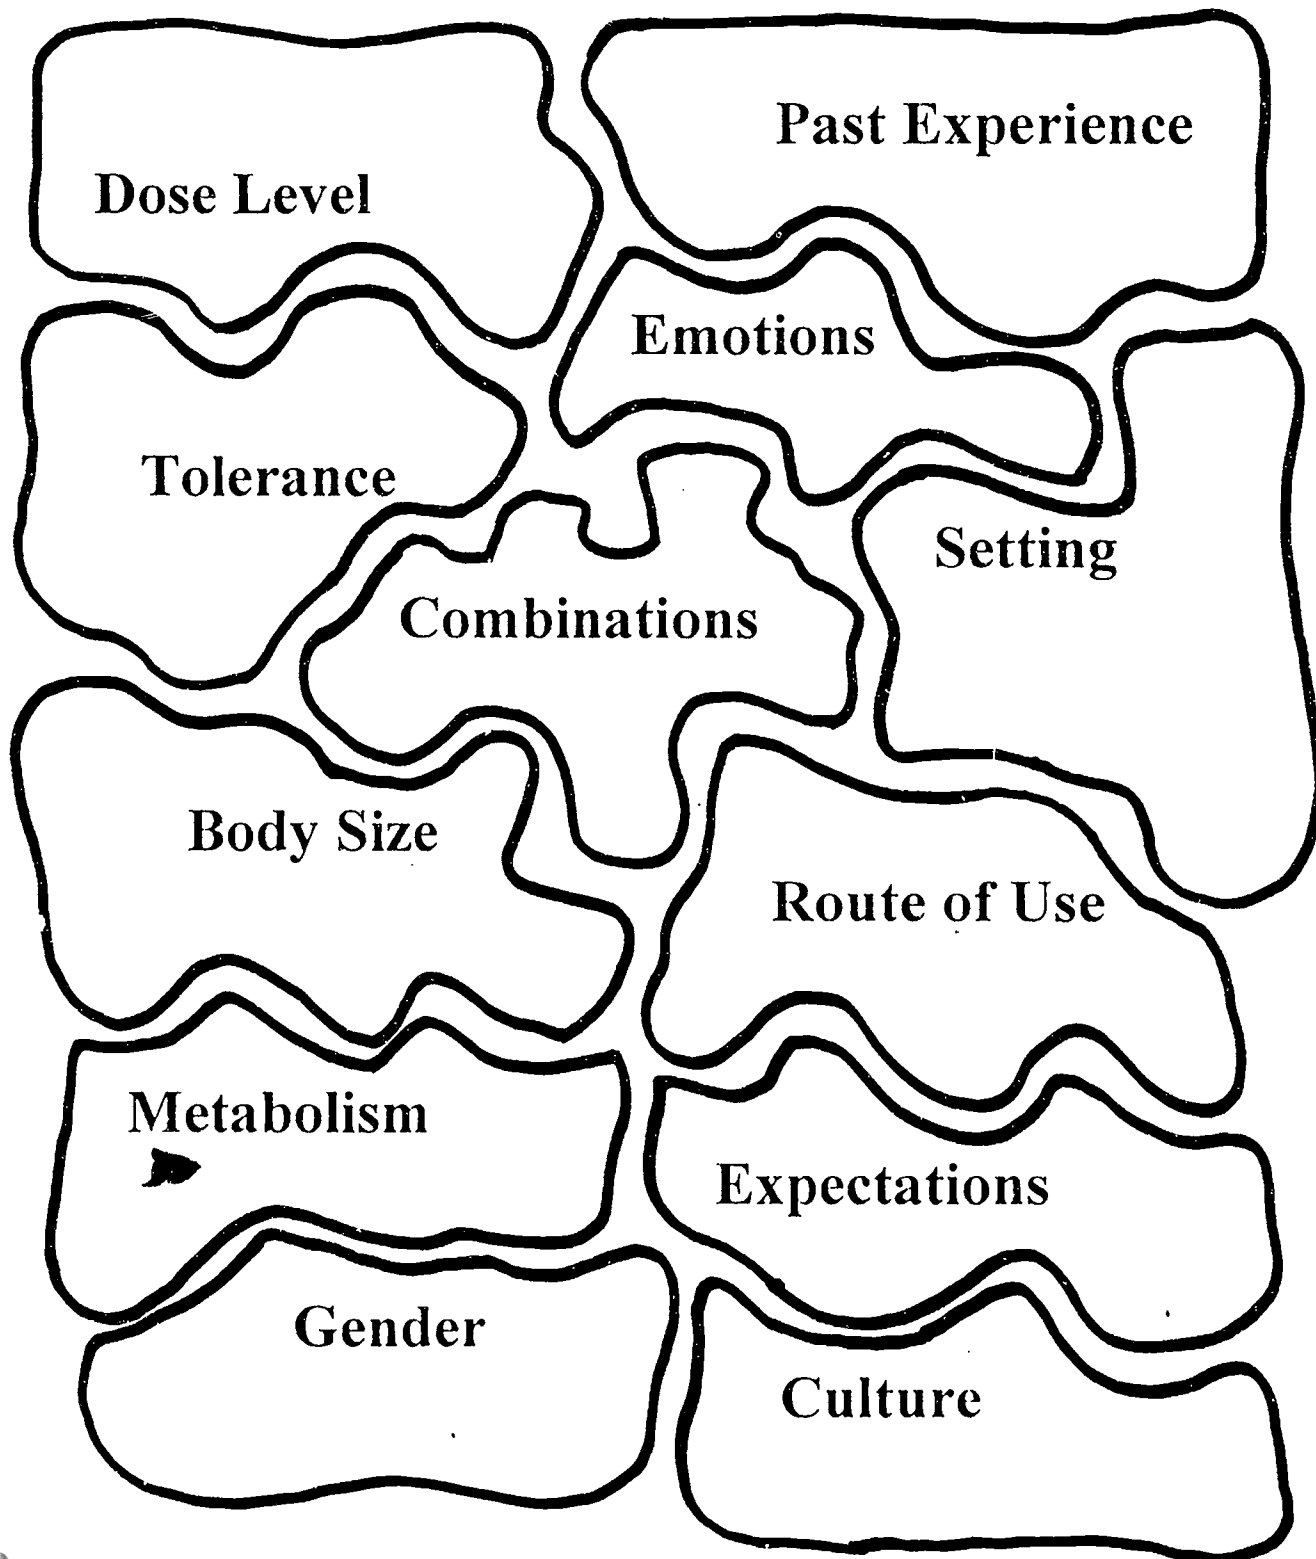 Past Experience
Dose Level
Emotions
Tolerance
Setting
Combinations
Body Size
Route of Use
Metabolism
Expectations
Gender
Culture